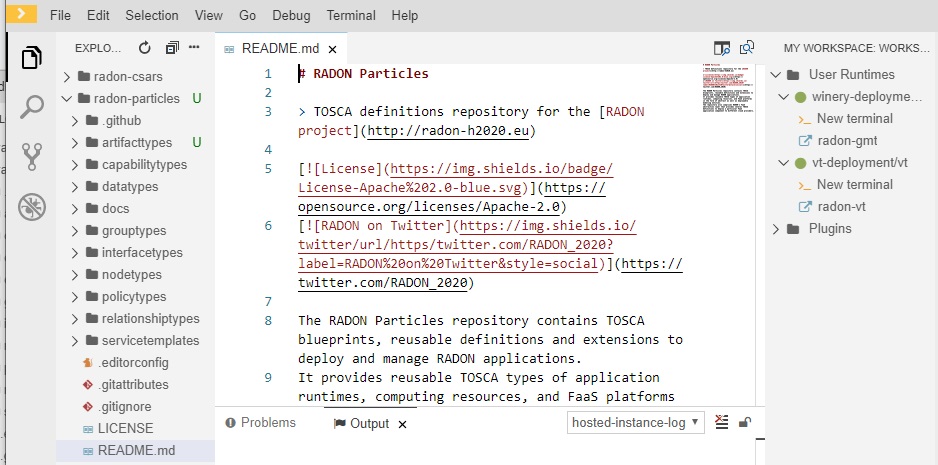 File Edit Selection View Go Debug Terminal Help
EXPLO...
radon-csars
radon-particles U
.github
artifacttypes U
capabilitytypes
datatypes
docs
grouptypes
interfacetypes
nodetypes
policytypes
relationshiptypes
servicetemplates
.editorconfig
.gitattributes
.gitignore
LICENSE
README.md
README.md
1 # RADON Particles
2
3 > TOSCA definitions repository for the [RADON
project](http://radon-h2020.eu)
4
5 [![License](https://img.shields.io/badge/
License-Apache%202.0-blue.svg)](https://
opensource.org/licenses/Apache-2.0)
6 [![RADON on Twitter](https://img.shields.io/
twitter/url/https/twitter.com/RADON_2020?
label=RADON%20on%20Twitter&style=social)](https://
twitter.com/RADON_2020)
7
8 The RADON Particles repository contains TOSCA
blueprints, reusable definitions and extensions to
deploy and manage RADON applications.
9 It provides reusable TOSCA types of application
runtimes, computing resources, and FaaS platforms
Problems Output hosted-instance-log
MY WORKSPACE: WORKS...
User Runtimes
winery-deployme...
New terminal
radon-gmt
vt-deployment/vt
New terminal
radon-vt
Plugins